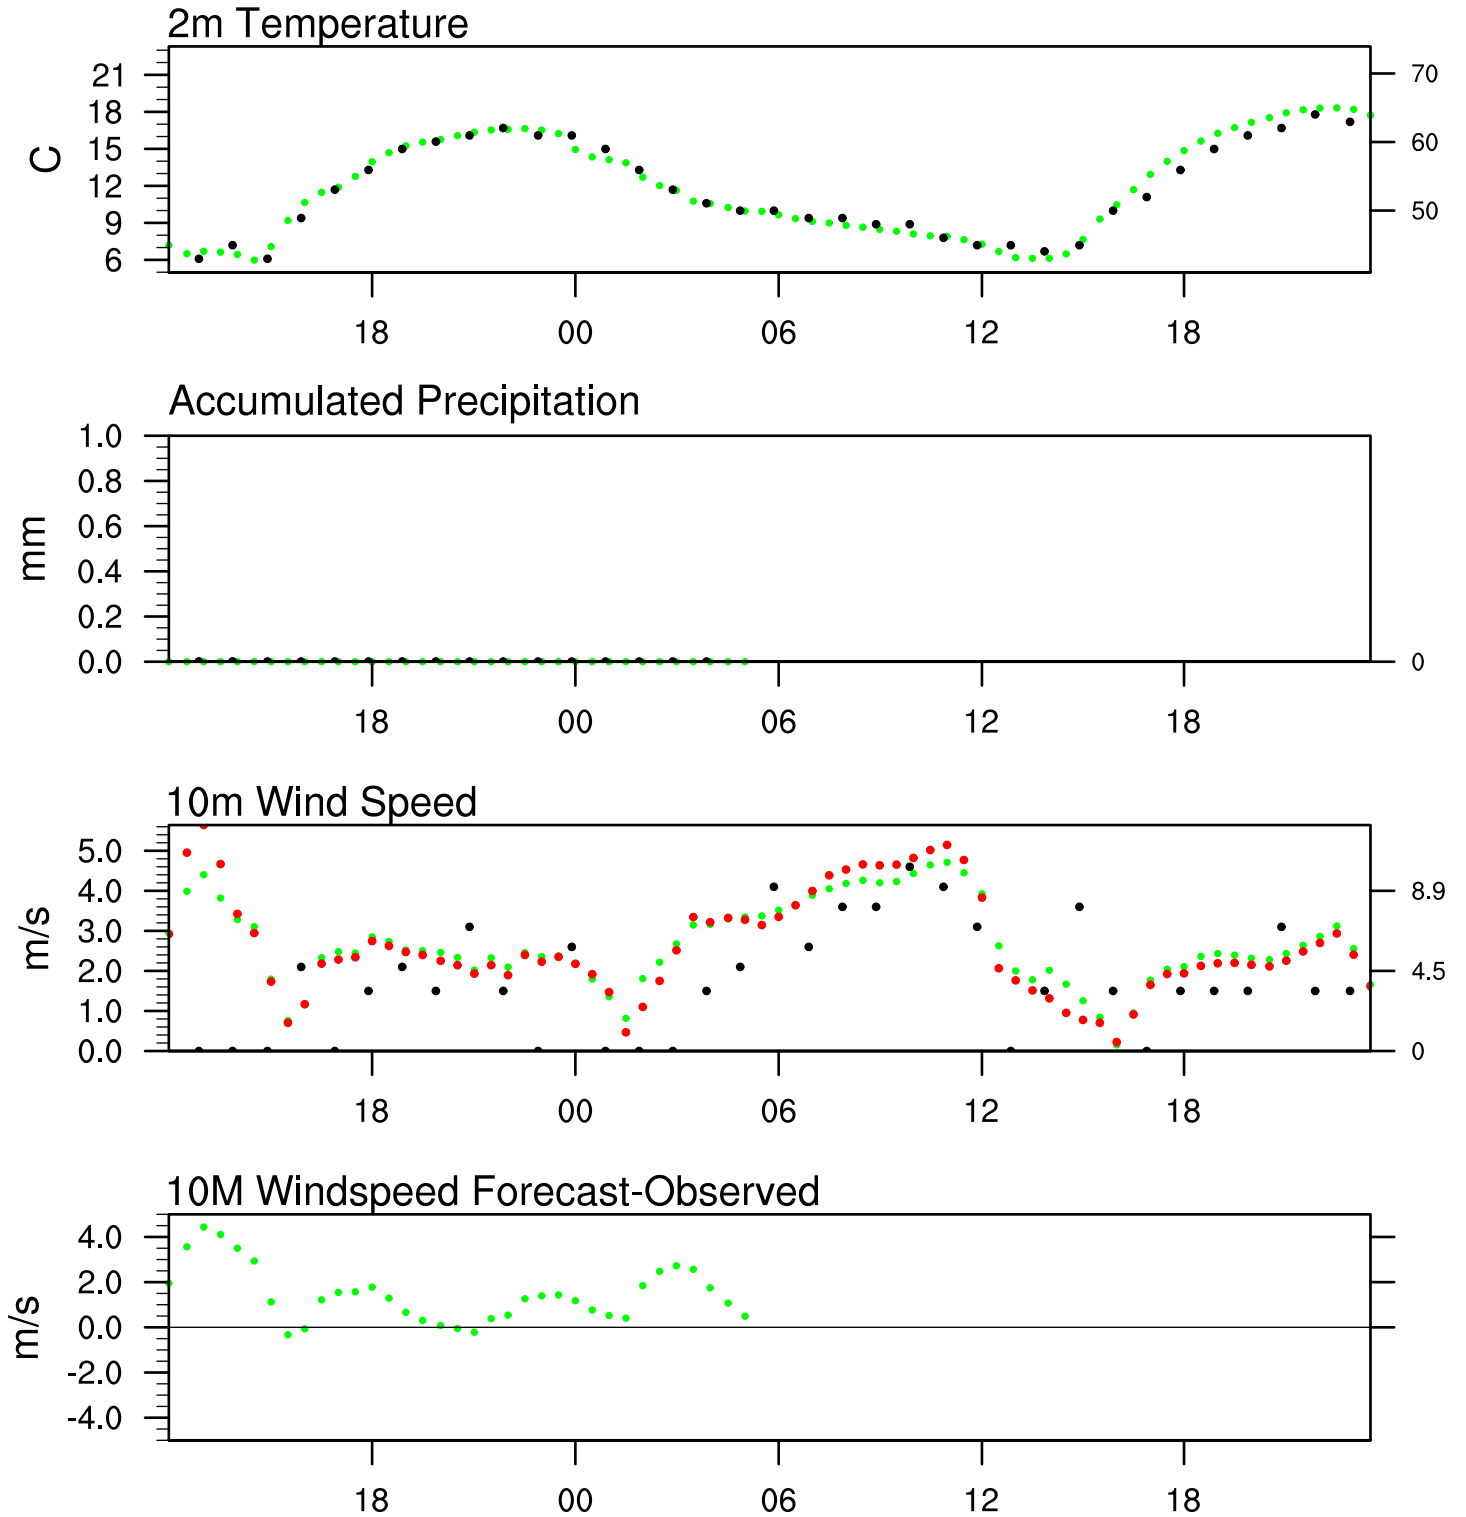 2m Temperature
21
18
15
12
9
6
C
70
60
50
18 00 06 12 18
Accumulated Precipitation
1.0
0.8
0.6
0.4
0.2
0.0
mm
0
18 00 06 12 18
10m Wind Speed
5.0
4.0
3.0
2.0
1.0
0.0
m/s
8.9
4.5
0
18 00 06 12 18
10M Windspeed Forecast-Observed
4.0
2.0
0.0
-2.0
-4.0
m/s
18 00 06 12 18